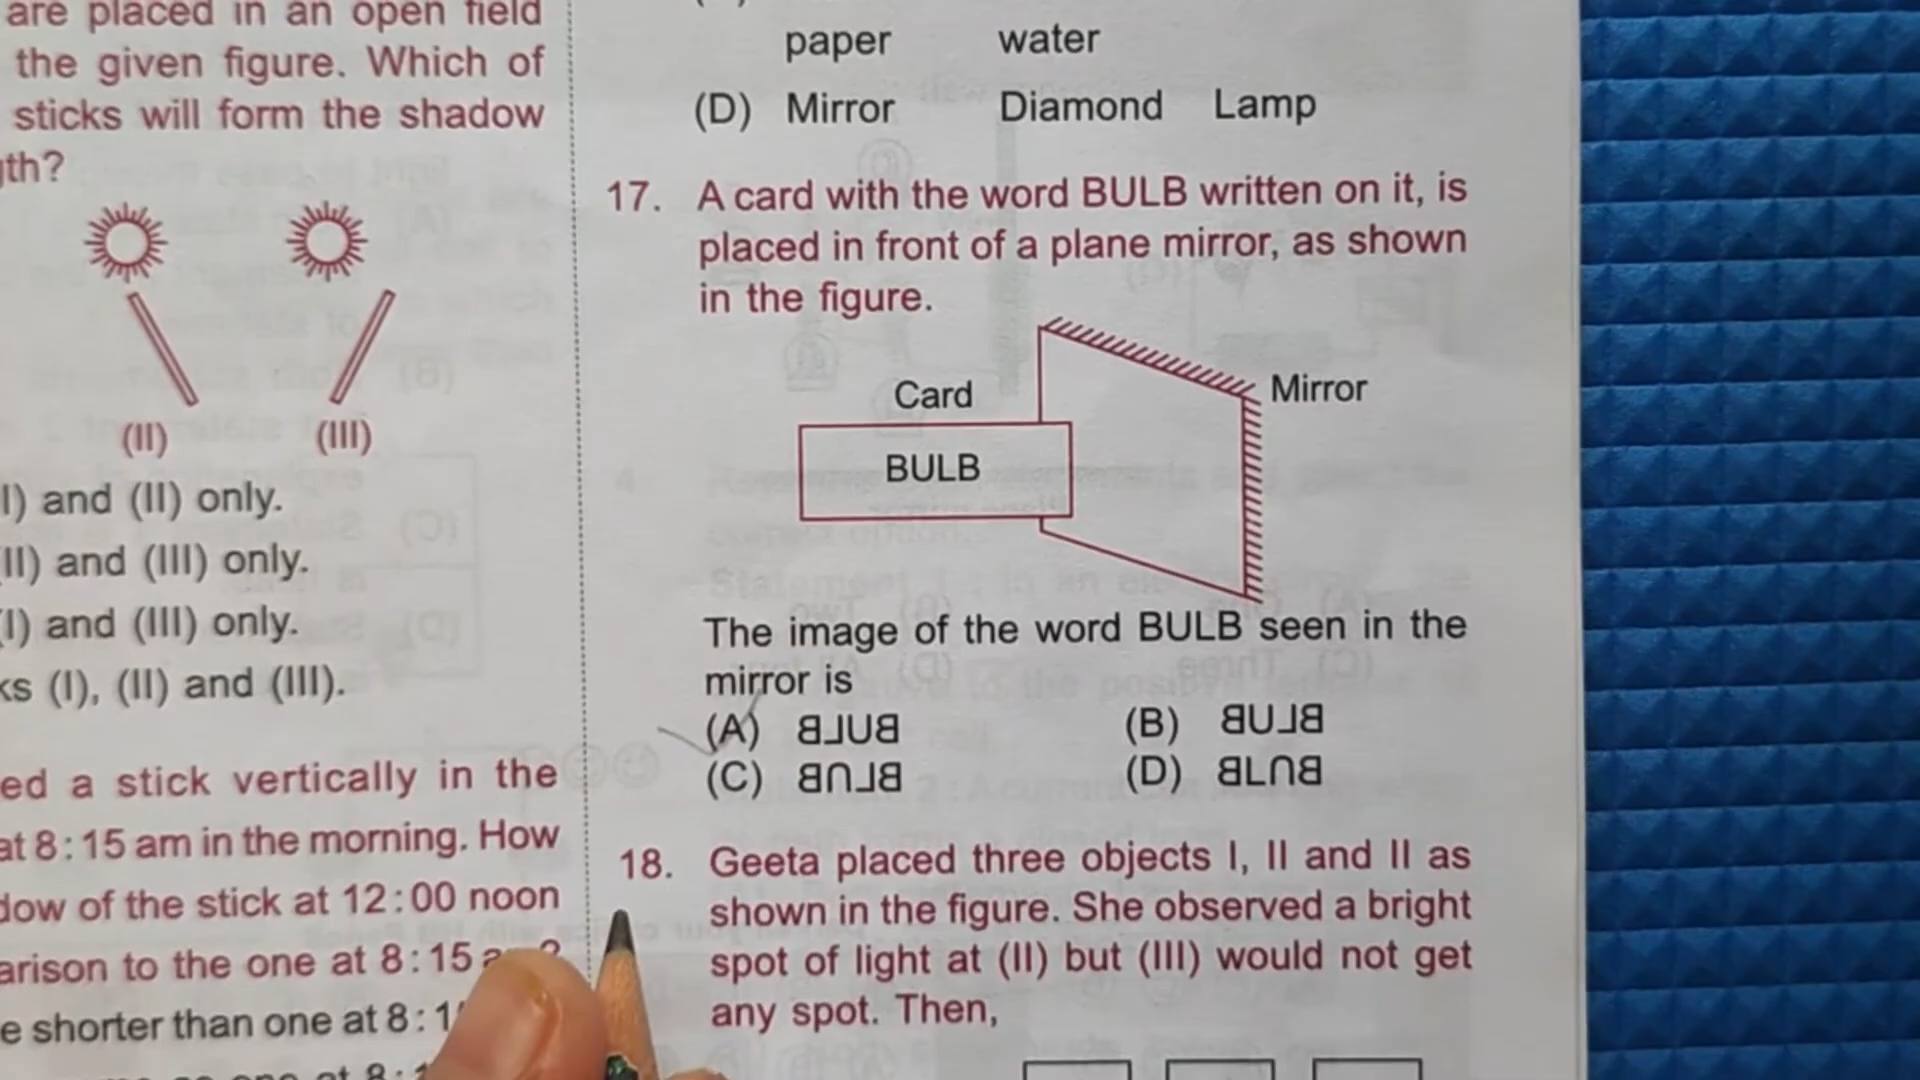 are placed in an open field
the given figure. Which of
sticks will form the shadow
gth?
(II) (III)
I) and (II) only.
II) and (III) only.
(I) and (III) only.
ks (I), (II) and (III).
ed a stick vertically in the
at 8:15 am in the morning. How
dow of the stick at 12:00 noon
arison to the one at 8:15
e shorter than one at 8:1
paper water
(D) Mirror Diamond Lamp
17. A card with the word BULB written on it, is
placed in front of a plane mirror, as shown
in the figure.
Card
Mirror
BULB
The image of the word BULB seen in the
mirror is
(A) BLUB (B) BULB
(C) BULB (D) BLUB
18. Geeta placed three objects I, II and II as
shown in the figure. She observed a bright
spot of light at (II) but (III) would not get
any spot. Then,